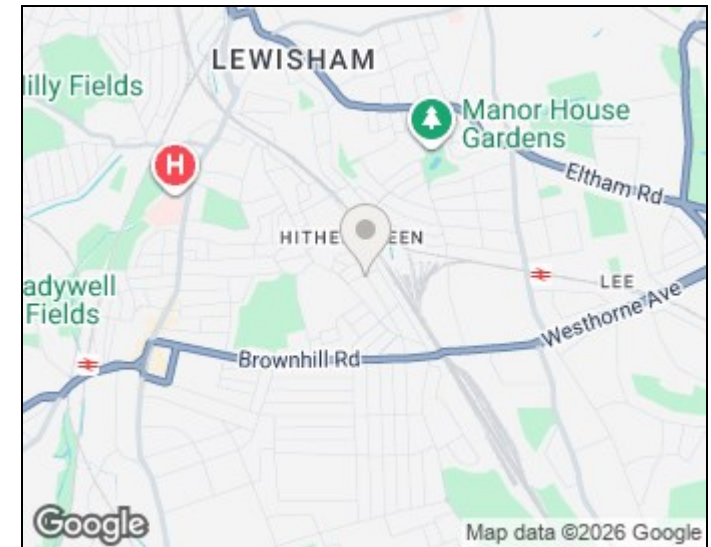 LEWISHAM
illy Fields
Manor House
Gardens
H
Eltham Rd
HITHE EEN
LEE
adywell
Fields
Westhorne Ave
Brownhill Rd
Google
Map data ©2026 Google